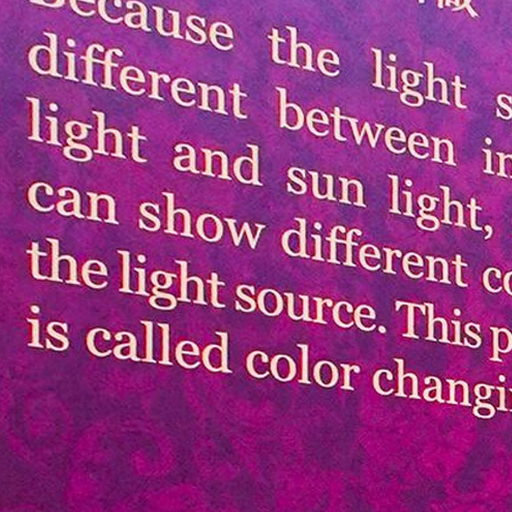 Because the light s
different between in
light and sun light,
can show different co
the light source. This p
is called color changi